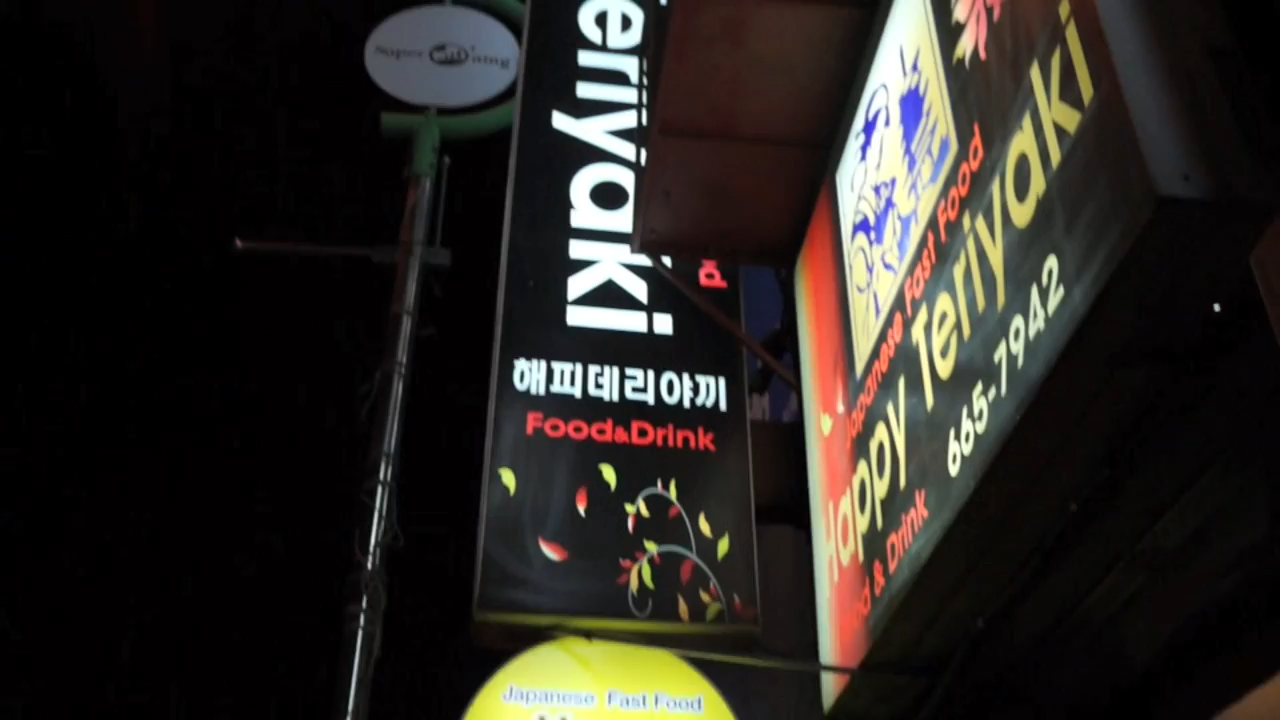 Super
Teriyaki
해피데리야끼
Food&Drink
Japanese Fast Food
Happy Teriyaki
665-7942
& Drink
Japanese Fast Food